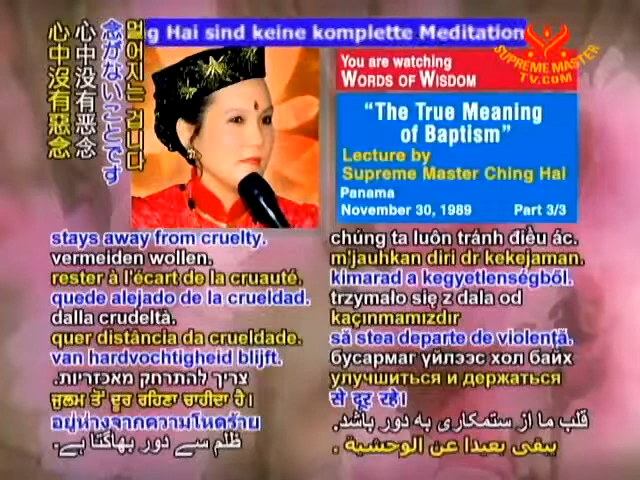 g Hai sind keine komplette Meditation
SUPREME MASTER
TV.COM
멀어지는 겁니다
念がないことです
心中没有恶念
心中沒有惡念
You are watching
WORDS OF WISDOM
"The True Meaning
of Baptism"
Lecture by
Supreme Master Ching Hai
Panama
November 30, 1989 Part 3/3
stays away from cruelty.
vermeiden wollen.
rester à l'écart de la cruauté.
quede alejado de la crueldad.
dalla crudeltà.
quer distância da crueldade.
van hardvochtigheid blijft.
צריך להתרחק מאכזריות.
ਜ਼ੁਲਮ ਤੋਂ ਦੂਰ ਰਹਿਣਾ ਚਾਹੀਦਾ ਹੈ।
อยู่ห่างจากความโหดร้าย
ظلم سے دور بھاگتا ہے۔
chúng ta luôn tránh điều ác.
m'jauhkan diri dr kekejaman.
kimarad a kegyetlenségből.
trzymało się z dala od
kaçınmamızdır
să stea departe de violență.
бусармаг үйлээс хол байх
улучшиться и держаться
से दूर रहे।
قلب ما از ستمکاری به دور باشد.
يبقى بعيدا عن الوحشية .